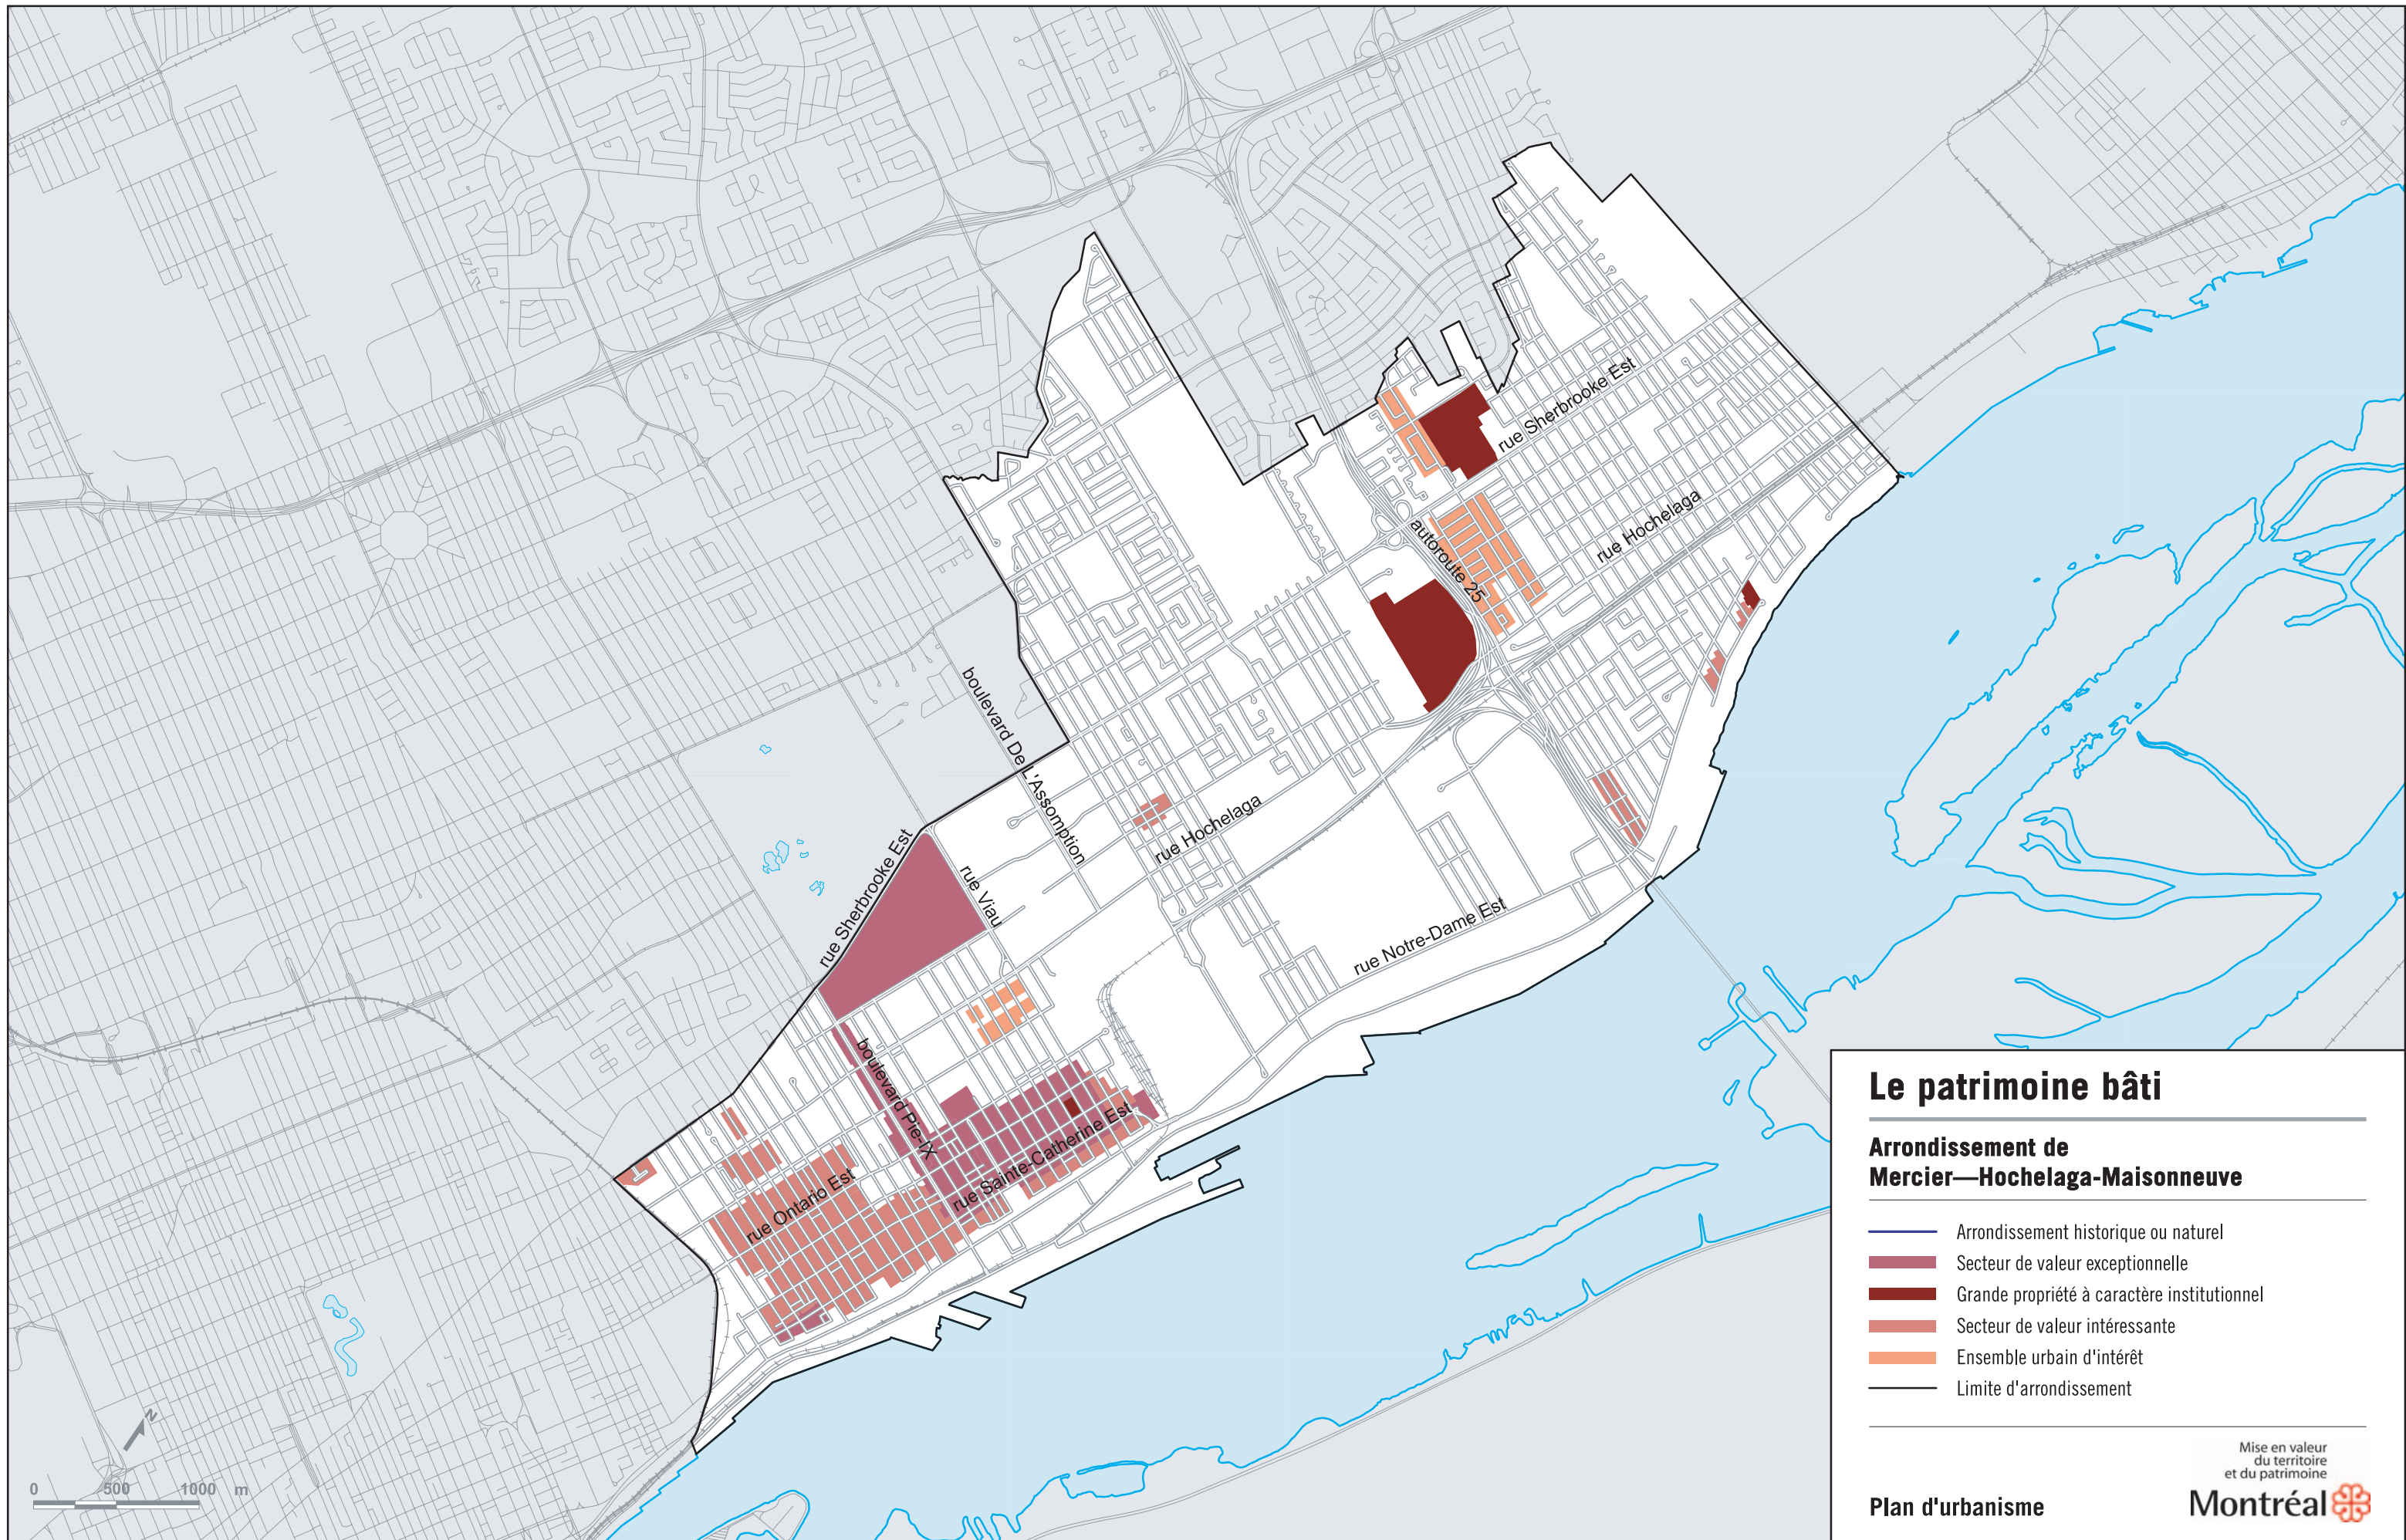 rue Sherbrooke Est
rue Hochelaga
autoroute 25
boulevard De L'Assomption
rue Hochelaga
rue Sherbrooke Est
rue Viau
rue Notre-Dame Est
boulevard Pie-IX
rue Sainte-Catherine Est
rue Ontario Est
N
0 500 1000 m
Le patrimoine bâti
Arrondissement de
Mercier—Hochelaga-Maisonneuve
Arrondissement historique ou naturel
Secteur de valeur exceptionnelle
Grande propriété à caractère institutionnel
Secteur de valeur intéressante
Ensemble urbain d'intérêt
Limite d'arrondissement
Mise en valeur
du territoire
et du patrimoine
Plan d'urbanisme
Montréal